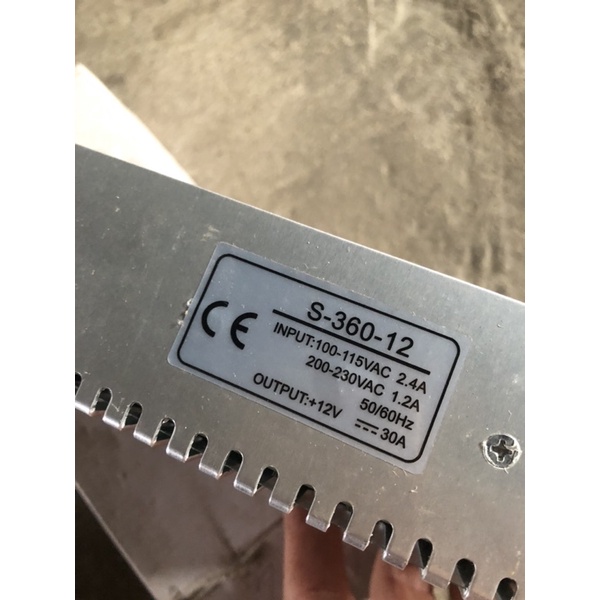 S-360-12
CE
INPUT:100-115VAC 2.4A
200-230VAC 1.2A
50/60Hz
OUTPUT:+12V ⎓ 30A